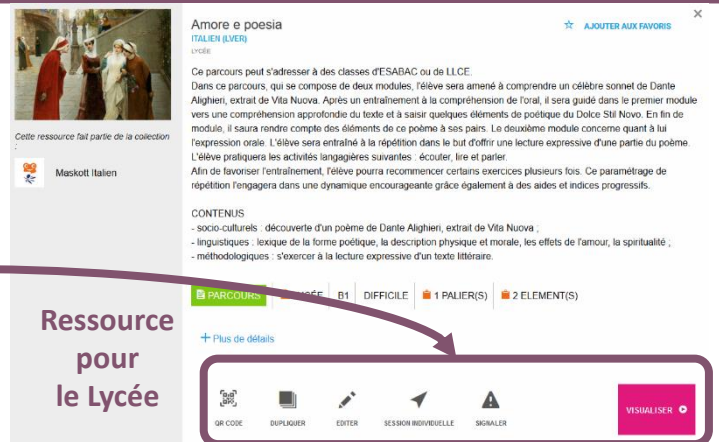 Amore e poesia
ITALIEN (LVER)
LYCÉE
☆ AJOUTER AUX FAVORIS
×
Ce parcours peut s'adresser à des classes d'ESABAC ou de LLCE.
Dans ce parcours, qui se compose de deux modules, l'élève sera amené à comprendre un célèbre sonnet de Dante
Alighieri, extrait de Vita Nuova. Après un entraînement à la compréhension de l'oral, il sera guidé dans le premier module
vers une compréhension approfondie du texte et à saisir quelques éléments de poétique du Dolce Stil Novo. En fin de
module, il saura rendre compte des éléments de ce poème à ses pairs. Le deuxième module concerne quant à lui
l'expression orale. L'élève sera entraîné à la répétition dans le but d'offrir une lecture expressive d'une partie du poème.
L'élève pratiquera les activités langagières suivantes : écouter, lire et parler.
Afin de favoriser l'entraînement, l'élève pourra recommencer certains exercices plusieurs fois. Ce paramétrage de
répétition l'engagera dans une dynamique encourageante grâce également à des aides et indices progressifs.
CONTENUS
- socio-culturels : découverte d'un poème de Dante Alighieri, extrait de Vita Nuova ;
- linguistiques : lexique de la forme poétique, la description physique et morale, les effets de l'amour, la spiritualité ;
- méthodologiques : s'exercer à la lecture expressive d'un texte littéraire.
Cette ressource fait partie de la collection
:
Maskott Italien
PARCOURS B1 DIFFICILE 1 PALIER(S) 2 ELEMENT(S)
+ Plus de détails
Ressource
pour
le Lycée
QR CODE DUPLIQUER EDITER SESSION INDIVIDUELLE SIGNALER
VISUALISER